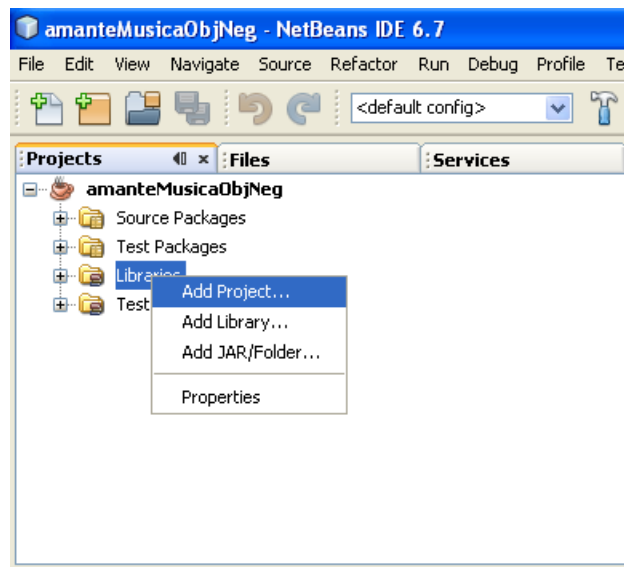 amanteMusicaObjNeg - NetBeans IDE 6.7
File Edit View Navigate Source Refactor Run Debug Profile Te
<default config>
Projects Files Services
amanteMusicaObjNeg
Source Packages
Test Packages
Libraries
Add Project...
Test
Add Library...
Add JAR/Folder...
Properties